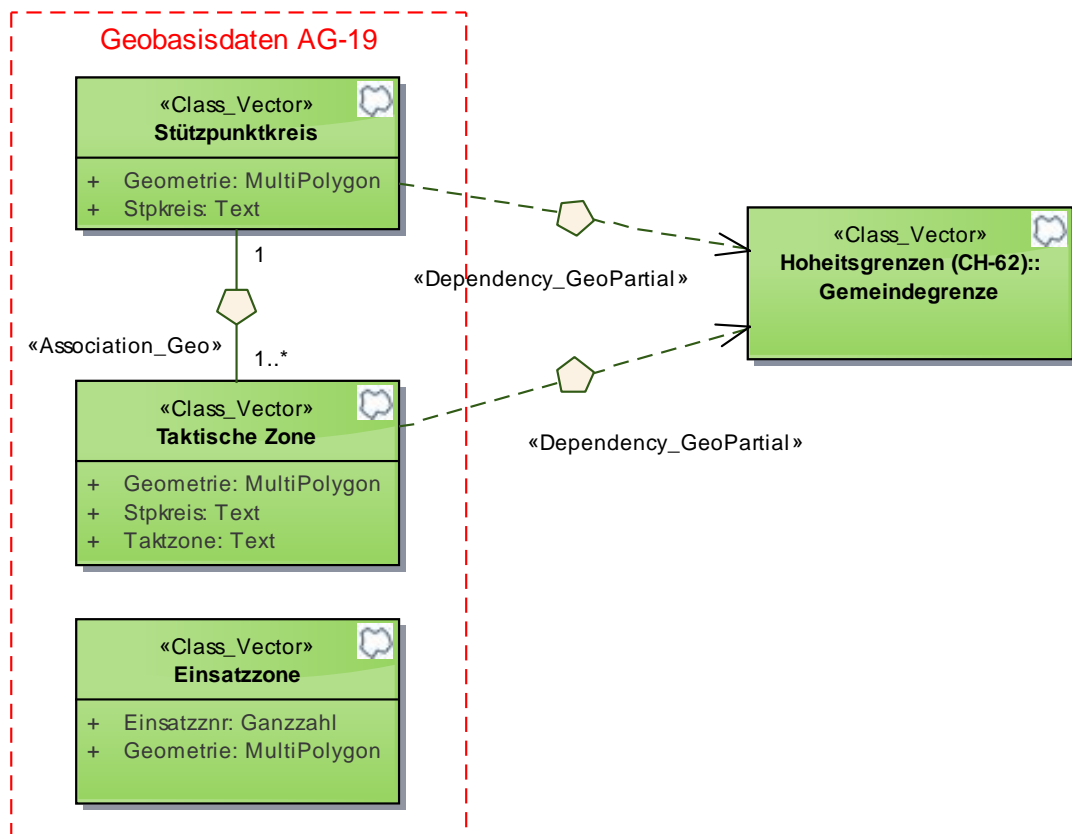 Geobasisdaten AG-19
«Class_Vector»
Stützpunktkreis
+ Geometrie: MultiPolygon
+ Stpkreis: Text
1
«Association_Geo»
1..*
«Class_Vector»
Taktische Zone
+ Geometrie: MultiPolygon
+ Stpkreis: Text
+ Taktzone: Text
«Class_Vector»
Einsatzzone
+ Einsatzznr: Ganzzahl
+ Geometrie: MultiPolygon
«Dependency_GeoPartial»
«Dependency_GeoPartial»
«Class_Vector»
Hoheitsgrenzen (CH-62)::
Gemeindegrenze